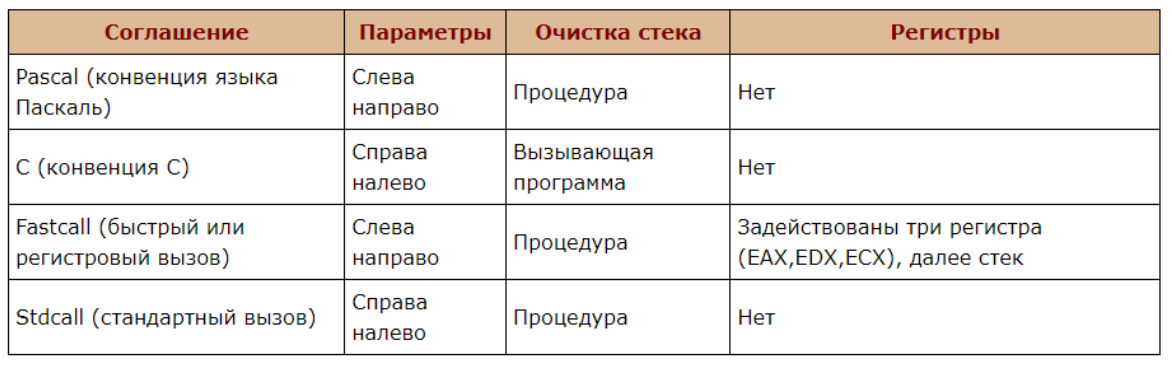 Соглашение Параметры Очистка стека Регистры
Pascal (конвенция языка
Паскаль)
Слева
направо
Процедура
Нет
С (конвенция С)
Справа
налево
Вызывающая
программа
Нет
Fastcall (быстрый или
регистровый вызов)
Слева
направо
Процедура
Задействованы три регистра
(EAX,EDX,ECX), далее стек
Stdcall (стандартный вызов)
Справа
налево
Процедура
Нет